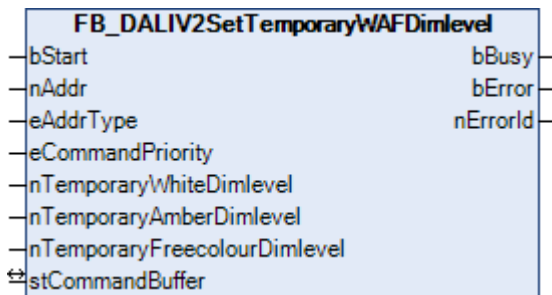 FB_DALIV2SetTemporaryWAFDimlevel
bStart bBusy
nAddr bError
eAddrType nErrorId
eCommandPriority
nTemporaryWhiteDimlevel
nTemporaryAmberDimlevel
nTemporaryFreecolourDimlevel
stCommandBuffer